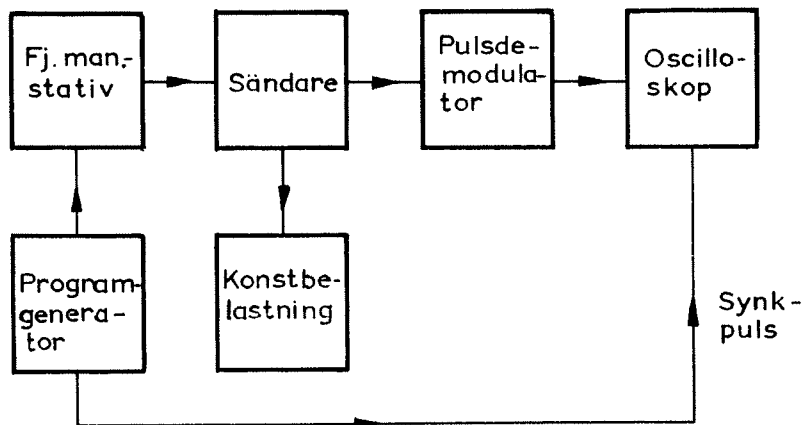 Fj. man.-
stativ
Sändare
Pulsde-
modula-
tor
Oscillo-
skop
Program-
genera-
tor
Konstbe-
lastning
Synk-
puls